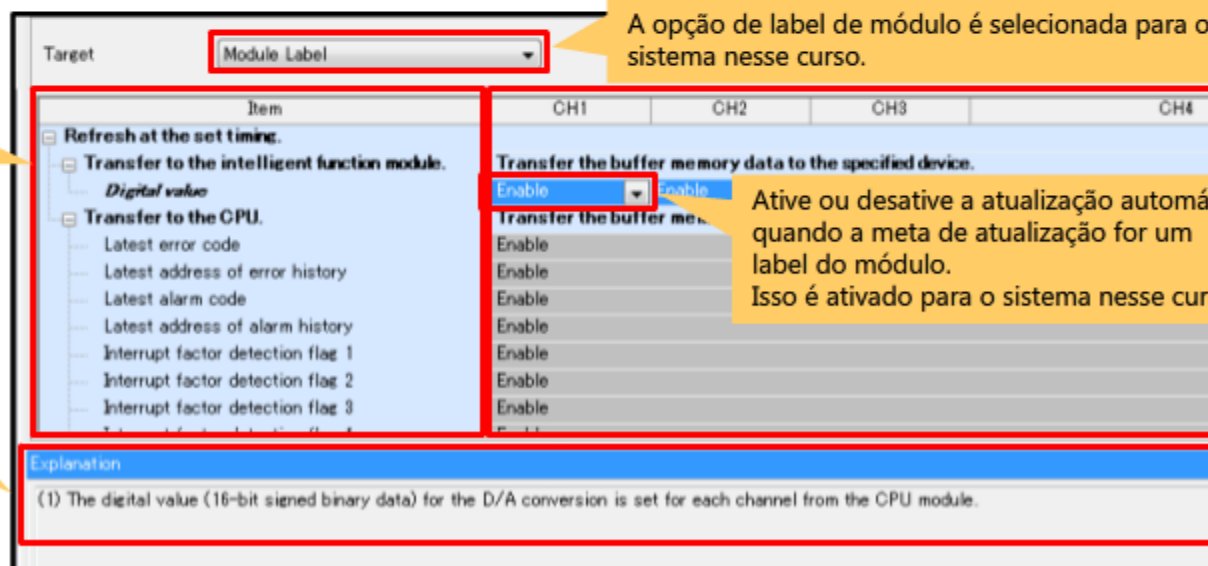 A opção de label de módulo é selecionada para o
sistema nesse curso.
Target Module Label
Item CH1 CH2 CH3 CH4
Refresh at the set timing.
Transfer to the intelligent function module. Transfer the buffer memory data to the specified device.
Digital value Enable Enable
Transfer to the CPU. Transfer the buffer
Ative ou desative a atualização
quando a meta de atualização for um
label do módulo.
Isso é ativado para o sistema nesse
Latest error code Enable
Latest address of error history Enable
Latest alarm code Enable
Latest address of alarm history Enable
Interrupt factor detection flag 1 Enable
Interrupt factor detection flag 2 Enable
Interrupt factor detection flag 3 Enable
Explanation
(1) The digital value (16-bit signed binary data) for the D/A conversion is set for each channel from the CPU module.